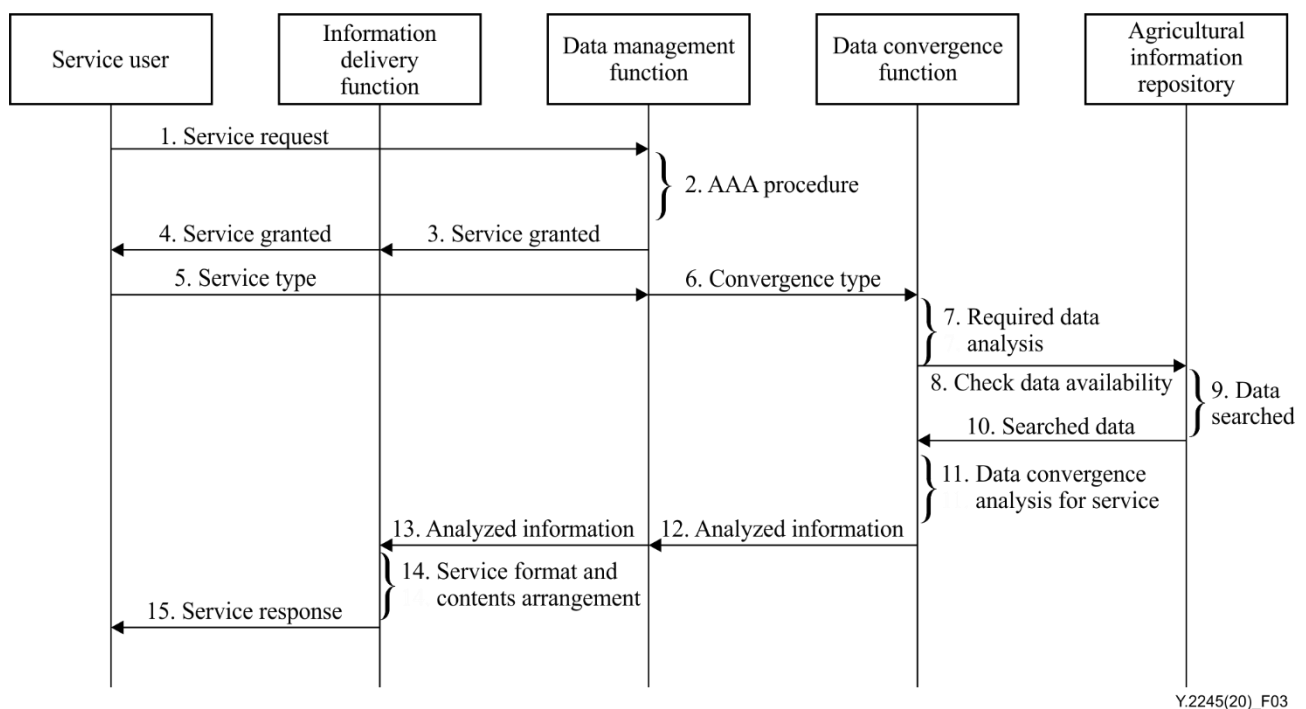 Service user
Information
delivery
function
Data management
function
Data convergence
function
Agricultural
information
repository
1. Service request
2. AAA procedure
4. Service granted
3. Service granted
5. Service type
6. Convergence type
7. Required data
analysis
8. Check data availability
9. Data
searched
10. Searched data
11. Data convergence
analysis for service
13. Analyzed information
12. Analyzed information
14. Service format and
contents arrangement
15. Service response
Y.2245(20)_F03